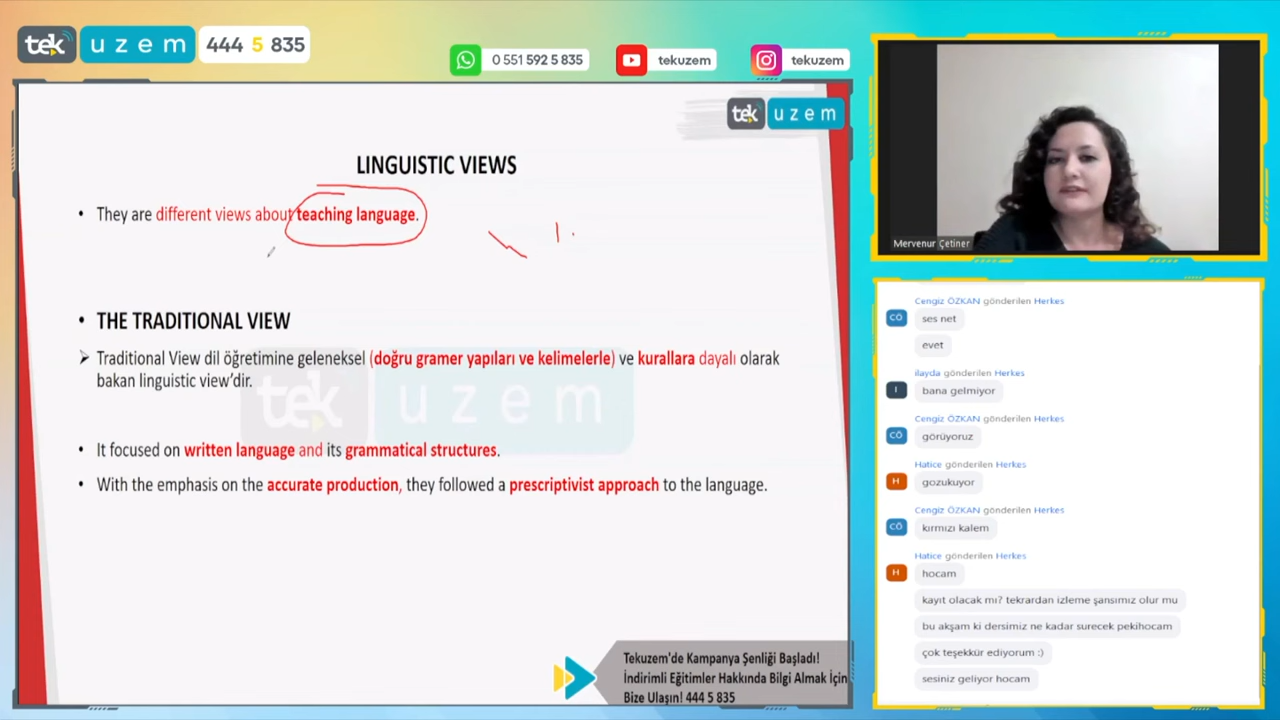 tek uzem 444 5 835
0 551 592 5 835
tekuzem
tekuzem
tek uzem
LINGUISTIC VIEWS
• They are different views about teaching language.
• THE TRADITIONAL VIEW
➢ Traditional View dil öğretimine geleneksel (doğru gramer yapıları ve kelimelerle) ve kurallara dayalı olarak
bakan linguistic view’dir.
tek uzem
• It focused on written language and its grammatical structures.
• With the emphasis on the accurate production, they followed a prescriptivist approach to the language.
Tekuzem'de Kampanya Şenliği Başladı!
İndirimli Eğitimler Hakkında Bilgi Almak İçin
Bize Ulaşın! 444 5 835
Mervenur Çetiner
Cengiz ÖZKAN gönderilen Herkes
CÖ ses net
evet
ilayda gönderilen Herkes
I bana gelmiyor
Cengiz ÖZKAN gönderilen Herkes
CÖ görüyoruz
Hatice gönderilen Herkes
H gozukuyor
Cengiz ÖZKAN gönderilen Herkes
CÖ kırmızı kalem
Hatice gönderilen Herkes
H hocam
kayıt olacak mı? tekrardan izleme şansımız olur mu
bu akşam ki dersimiz ne kadar surecek pekihocam
çok teşekkür ediyorum :)
sesiniz geliyor hocam